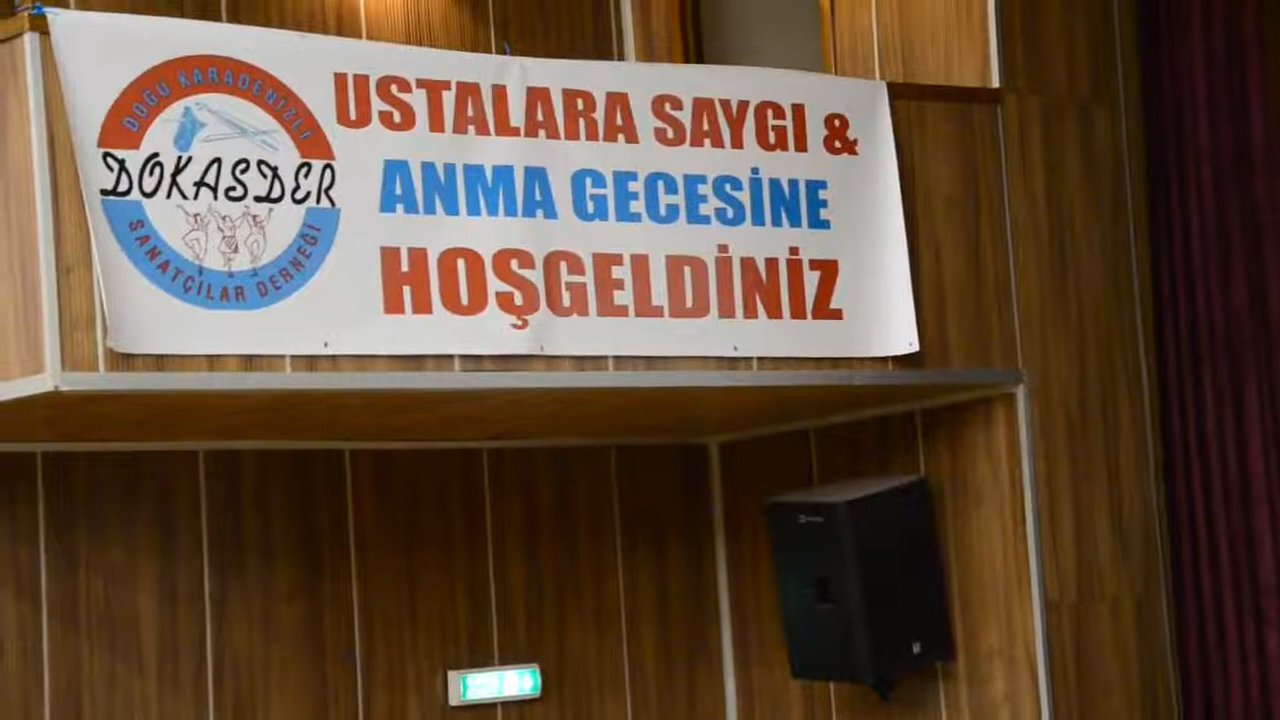 DOĞU KARADENİZLİ
DOKASDER
SANATÇILAR DERNEĞİ
USTALARA SAYGI &
ANMA GECESİNE
HOŞGELDİNİZ